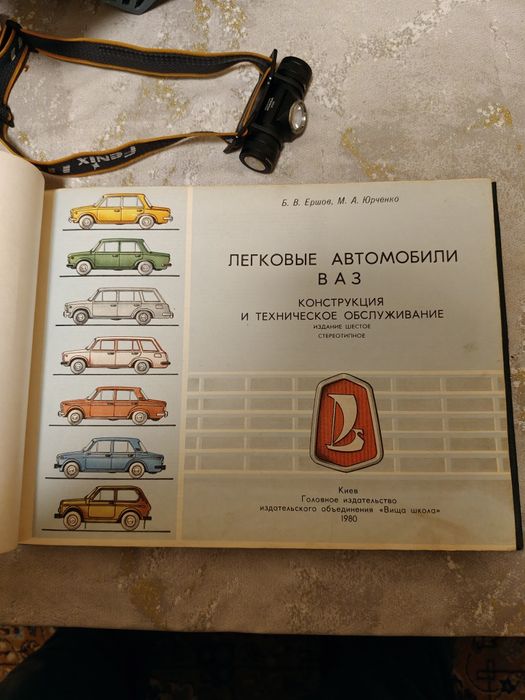 Fenix
Б. В. Ершов, М. А. Юрченко
ЛЕГКОВЫЕ АВТОМОБИЛИ
ВАЗ
КОНСТРУКЦИЯ
И ТЕХНИЧЕСКОЕ ОБСЛУЖИВАНИЕ
ИЗДАНИЕ ШЕСТОЕ
СТЕРЕОТИПНОЕ
Киев
Головное издательство
издательского объединения «Вища школа»
1980